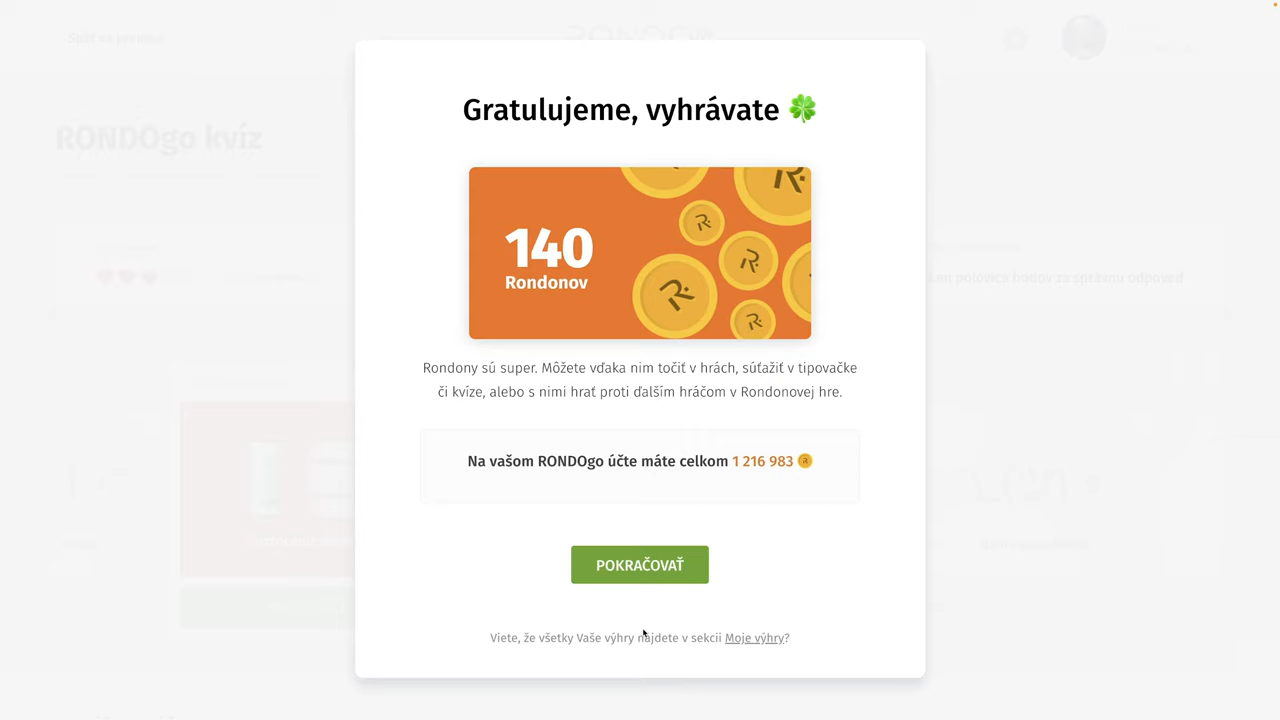 RONDOgo kvíz
Gratulujeme, vyhrávate
140
Rondonov
Rondony sú super. Môžete vďaka nim točiť v hrách, súťažiť v tipovačke
či kvíze, alebo s nimi hrať proti ďalším hráčom v Rondonovej hre.
Na vašom RONDOgo účte máte celkom 1 216 983
POKRAČOVAŤ
Viete, že všetky Vaše výhry nájdete v sekcii Moje výhry?